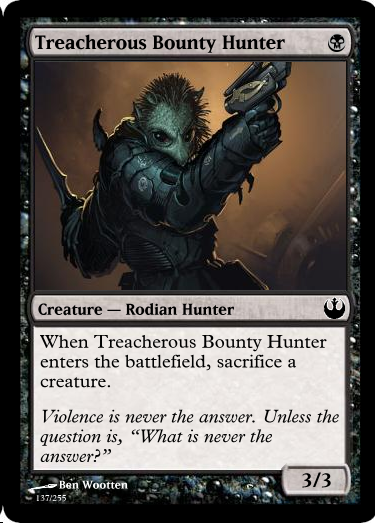 Treacherous Bounty Hunter
Creature — Rodian Hunter
When Treacherous Bounty Hunter
enters the battlefield, sacrifice a
creature.
Violence is never the answer. Unless the
question is, “What is never the
answer?”
3/3
Ben Wootten
137/255